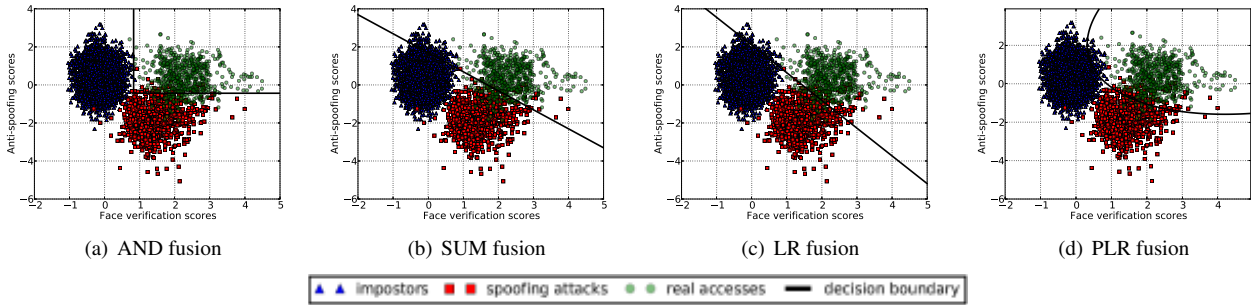 4
2
0
−2
−4
−6
−2 −1 0 1 2 3 4 5
Anti-spoofing scores
Face verification scores
(a) AND fusion
4
2
0
−2
−4
−6
−2 −1 0 1 2 3 4 5
Anti-spoofing scores
Face verification scores
(b) SUM fusion
4
2
0
−2
−4
−6
−2 −1 0 1 2 3 4 5
Anti-spoofing scores
Face verification scores
(c) LR fusion
2
0
−2
−4
−6
−2 −1 0 1 2 3 4
Anti-spoofing scores
Face verification scores
(d) PLR fusion
impostors spoofing attacks real accesses decision boundary